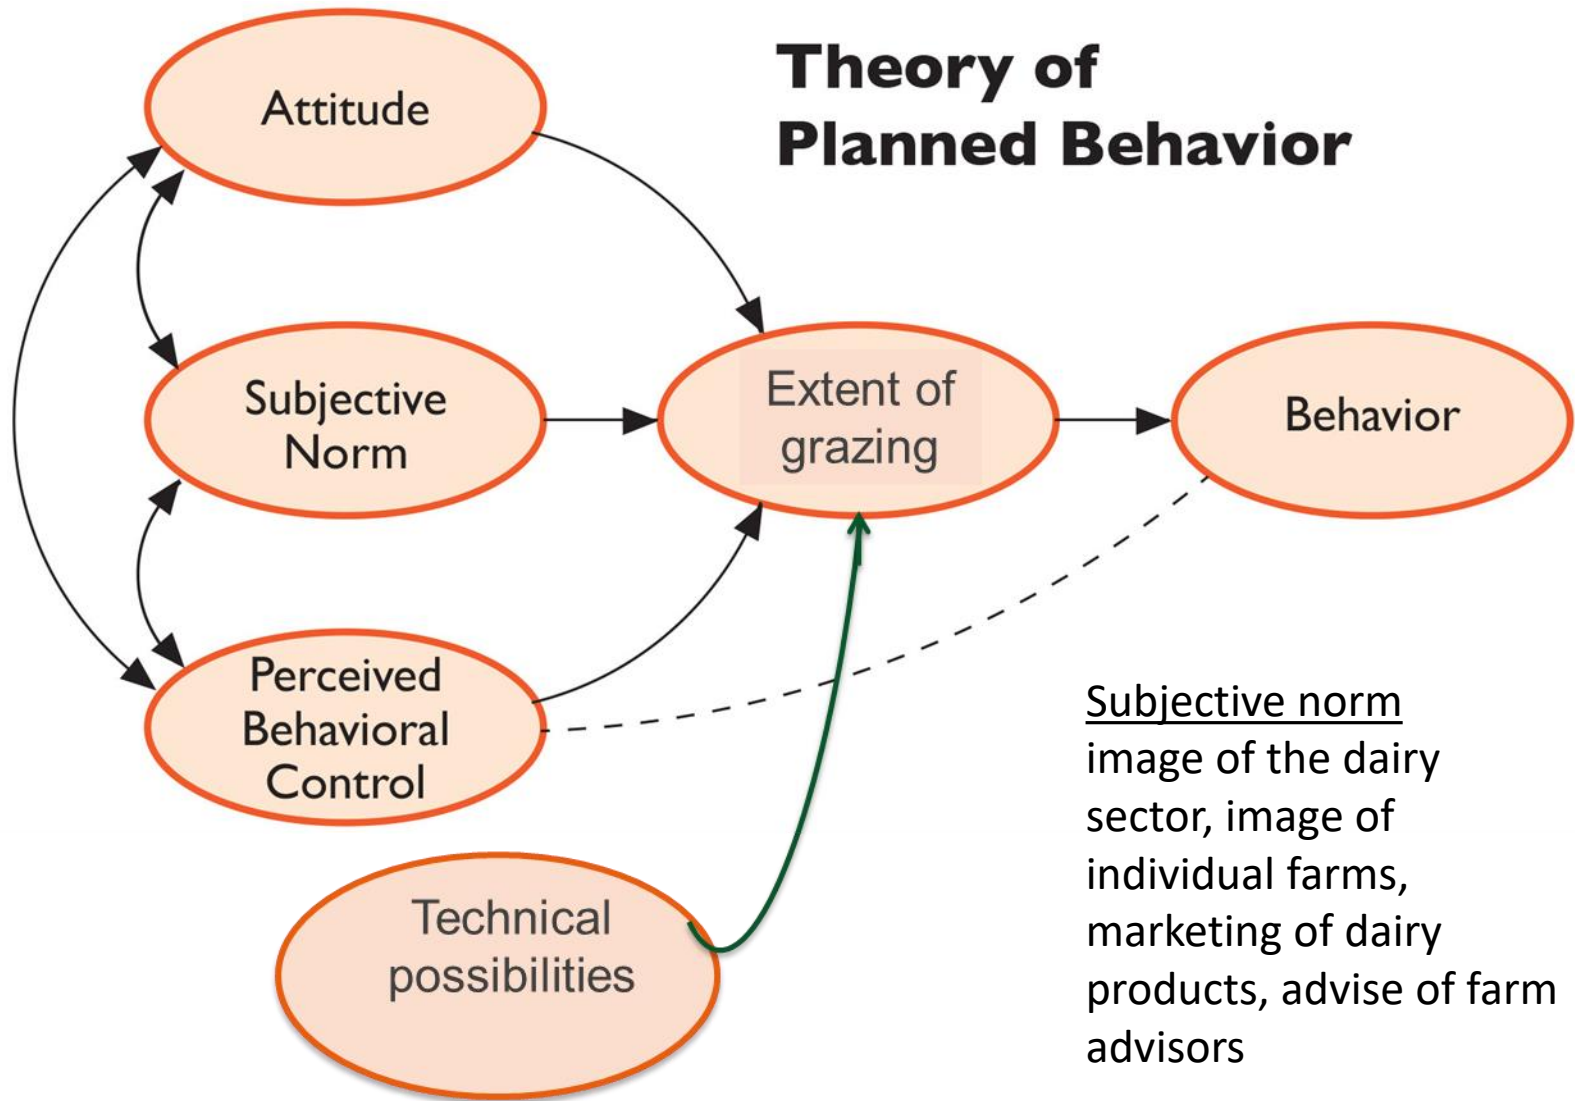 Theory of
Planned Behavior
Attitude
Subjective
Norm
Extent of
grazing
Behavior
Perceived
Behavioral
Control
Technical
possibilities
Subjective norm
image of the dairy
sector, image of
individual farms,
marketing of dairy
products, advise of farm
advisors